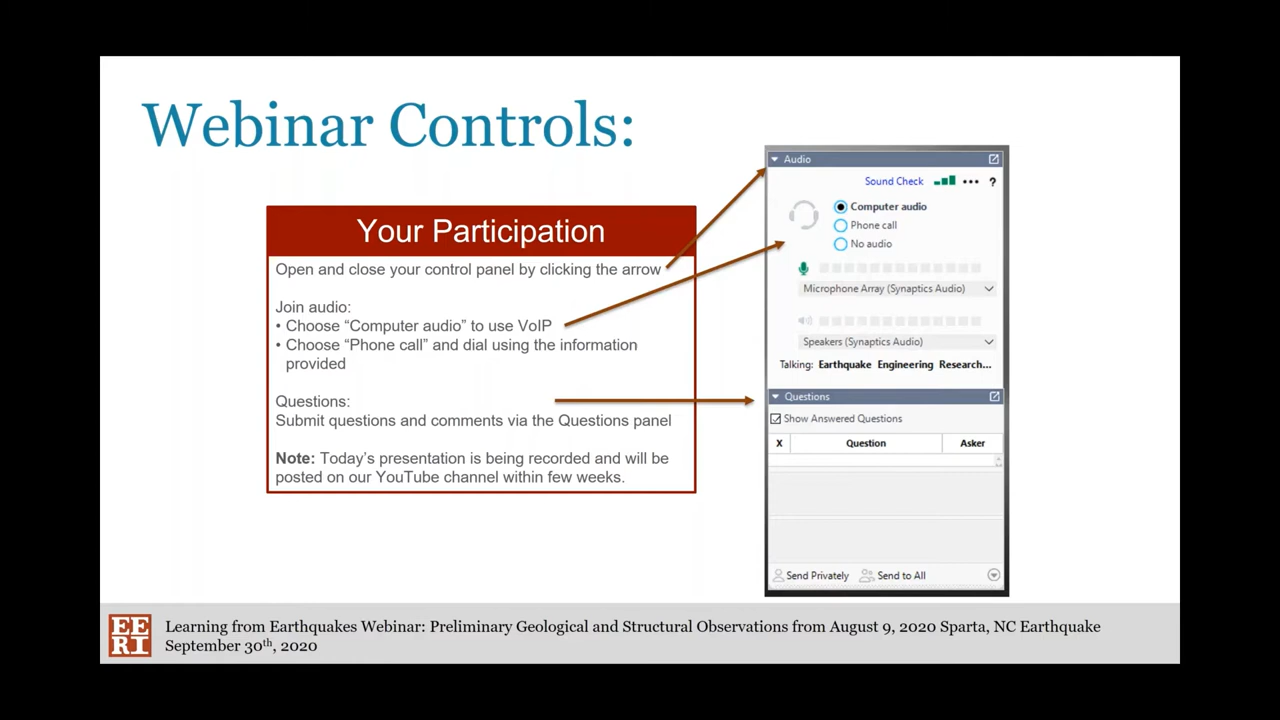 Webinar Controls:
Your Participation
Open and close your control panel by clicking the arrow
Join audio:
• Choose “Computer audio” to use VoIP
• Choose “Phone call” and dial using the information
provided
Questions:
Submit questions and comments via the Questions panel
Note: Today’s presentation is being recorded and will be
posted on our YouTube channel within few weeks.
Audio
Sound Check ••• ?
Computer audio
Phone call
No audio
Microphone Array (Synaptics Audio)
Speakers (Synaptics Audio)
Talking: Earthquake Engineering Research...
Questions
Show Answered Questions
X Question Asker
Send Privately Send to All
EE
RI
Learning from Earthquakes Webinar: Preliminary Geological and Structural Observations from August 9, 2020 Sparta, NC Earthquake
September 30th, 2020